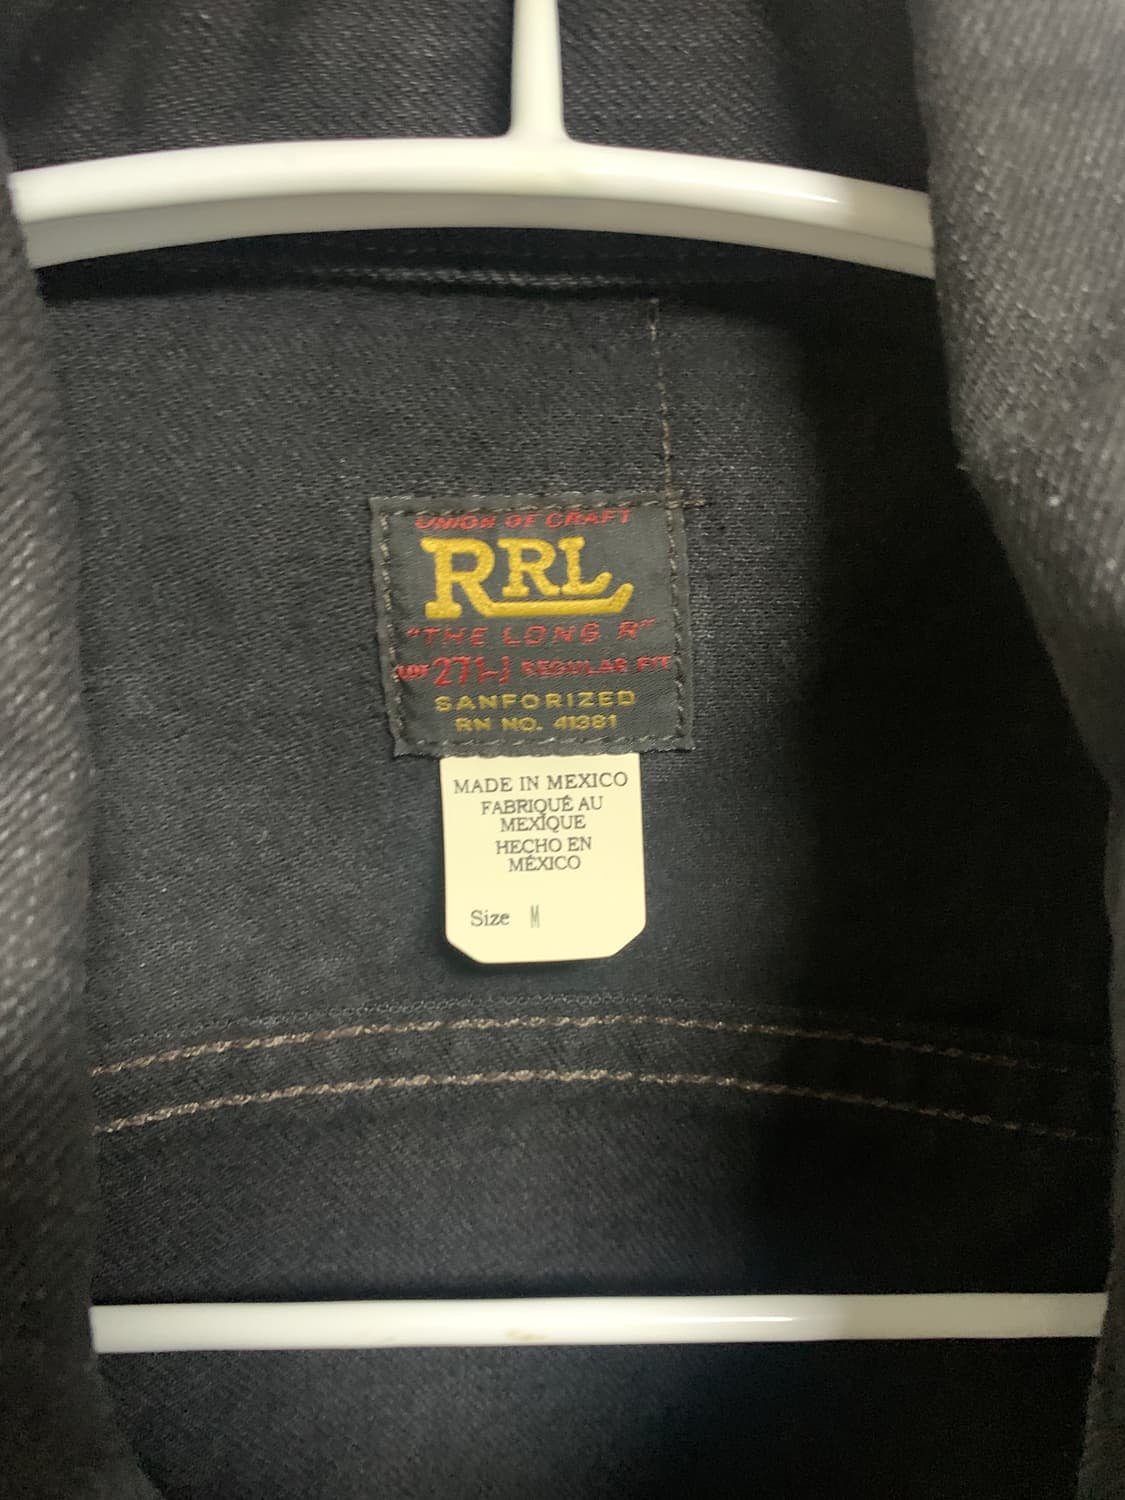 UNION OF CRAFT
RRL
"THE LONG R"
LOT 271-J REGULAR FIT
SANFORIZED
RN NO. 41381
MADE IN MEXICO
FABRIQUÉ AU
MEXIQUE
HECHO EN
MÉXICO
Size M